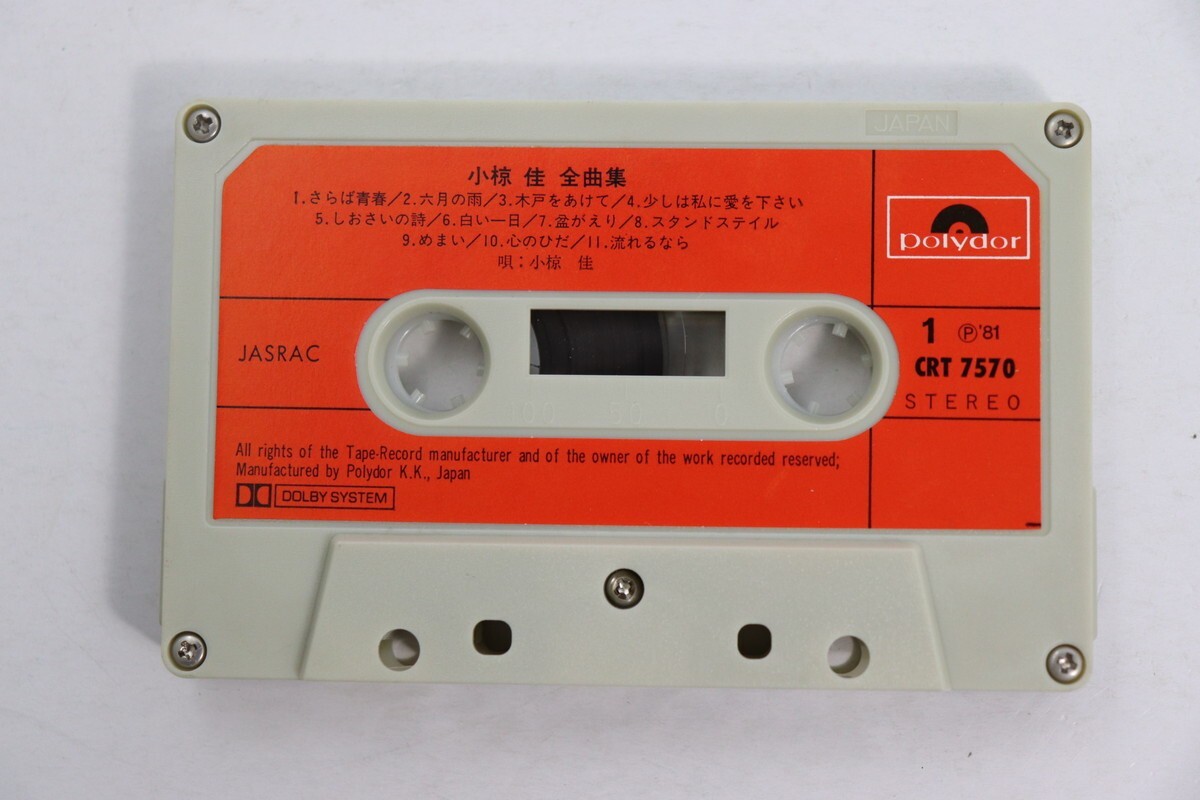 JAPAN
小椋 佳 全曲集
1.さらば青春/2.六月の雨/3.木戸をあけて/4.少しは私に愛を下さい
5.しおさいの詩/6.白い一日/7.盆がえり/8.スタンドステイル
9.めまい/10.心のひだ/11.流れるなら
唄:小椋 佳
polydor
JASRAC
1 Ⓟ'81
CRT 7570
STEREO
100 50 0
All rights of the Tape-Record manufacturer and of the owner of the work recorded reserved;
Manufactured by Polydor K.K., Japan
DOLBY SYSTEM